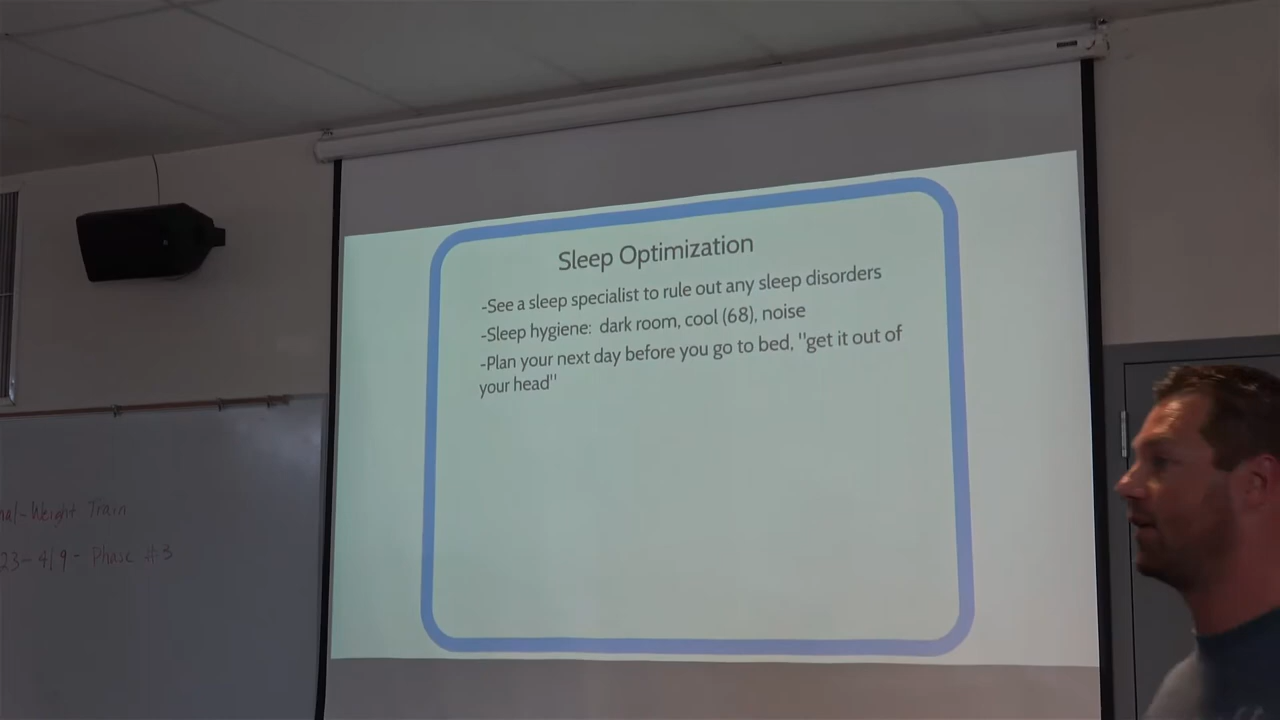 Sleep Optimization
-See a sleep specialist to rule out any sleep disorders
-Sleep hygiene: dark room, cool (68), noise
-Plan your next day before you go to bed, "get it out of
your head"
-Weight Train
23-4/9- Phase #3